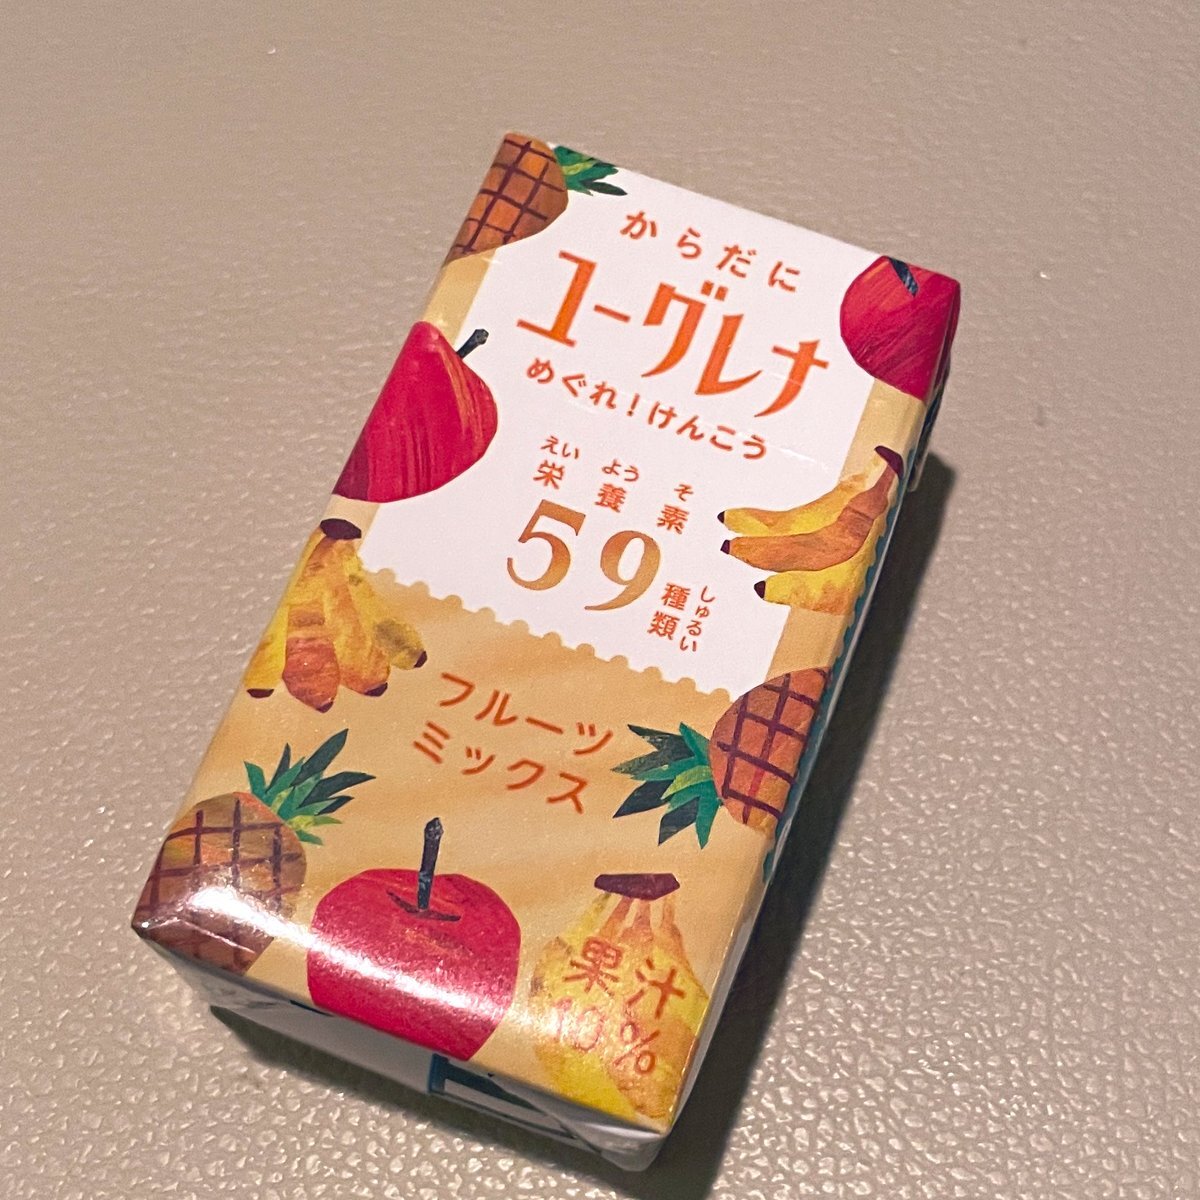 からだに
ユーグレナ
めぐれ！けんこう
えいようそ
栄養素
59
種類
しゅるい
フルーツ
ミックス
果汁
10%